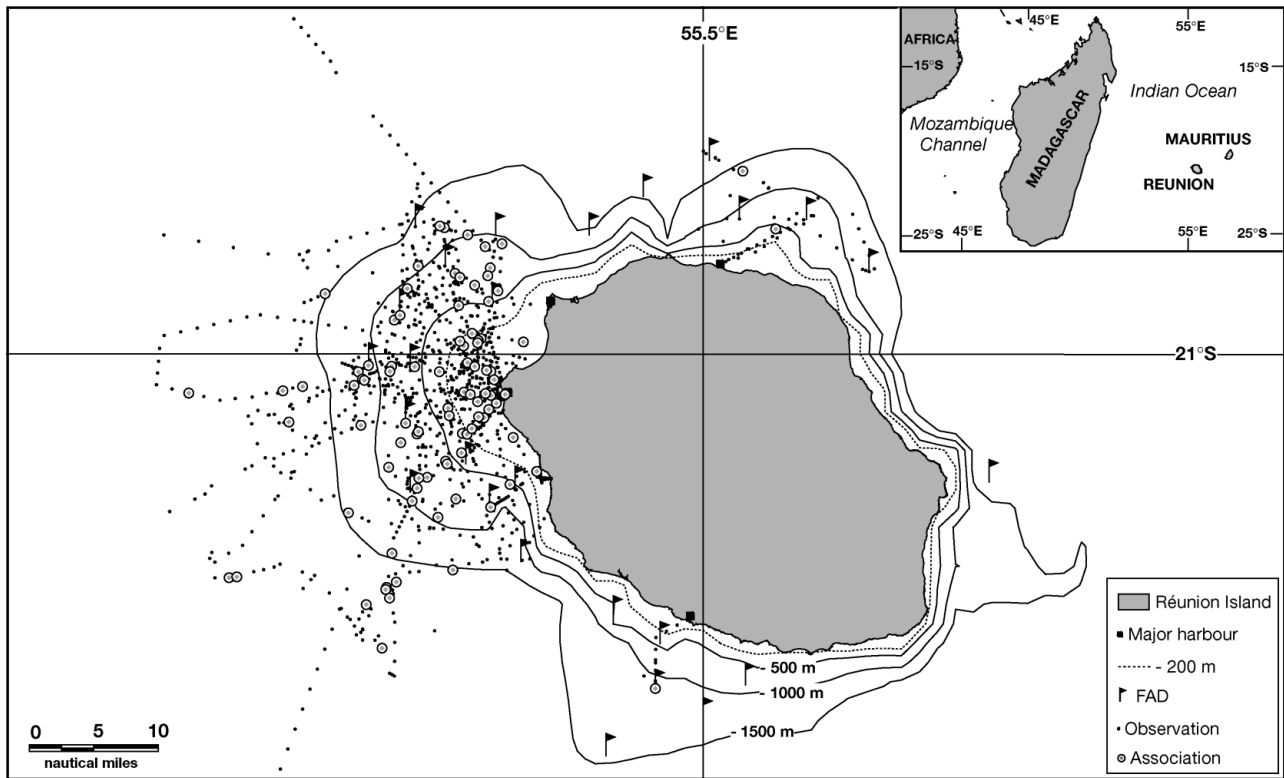 55.5°E
21°S
45°E
55°E
AFRICA
15°S
15°S
Indian Ocean
Mozambique
Channel
MADAGASCAR
MAURITIUS
REUNION
25°S
45°E
55°E
25°S
- 500 m
- 1000 m
- 1500 m
0 5 10
nautical miles
Réunion Island
Major harbour
- 200 m
FAD
Observation
Association